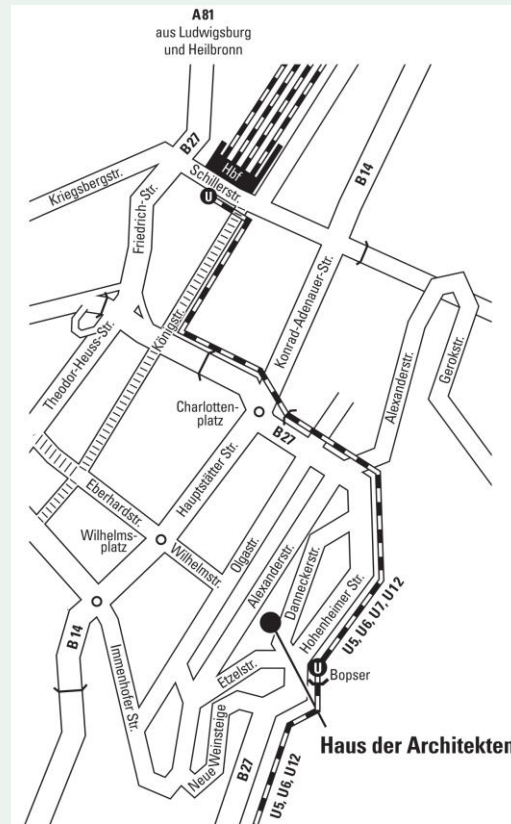 A81
aus Ludwigsburg
und Heilbronn
B27
Hbf
B14
Kriegsbergstr.
Schillerstr.
U
Friedrich-Str.
Königstr.
Konrad-Adenauer-Str.
Theodor-Heuss-Str.
Alexanderstr.
Gerokstr.
Charlotten-
platz
B27
Hauptstätter Str.
Eberhardstr.
Wilhelms-
platz
Wilhelmstr.
Olgastr.
Alexanderstr.
Danneckerstr.
Hohenheimer Str.
U5, U6, U7, U12
B14
Immenhofer Str.
Etzelstr.
U
Bopser
Neue Weinsteige
B27
U5, U6, U12
Haus der Architekten